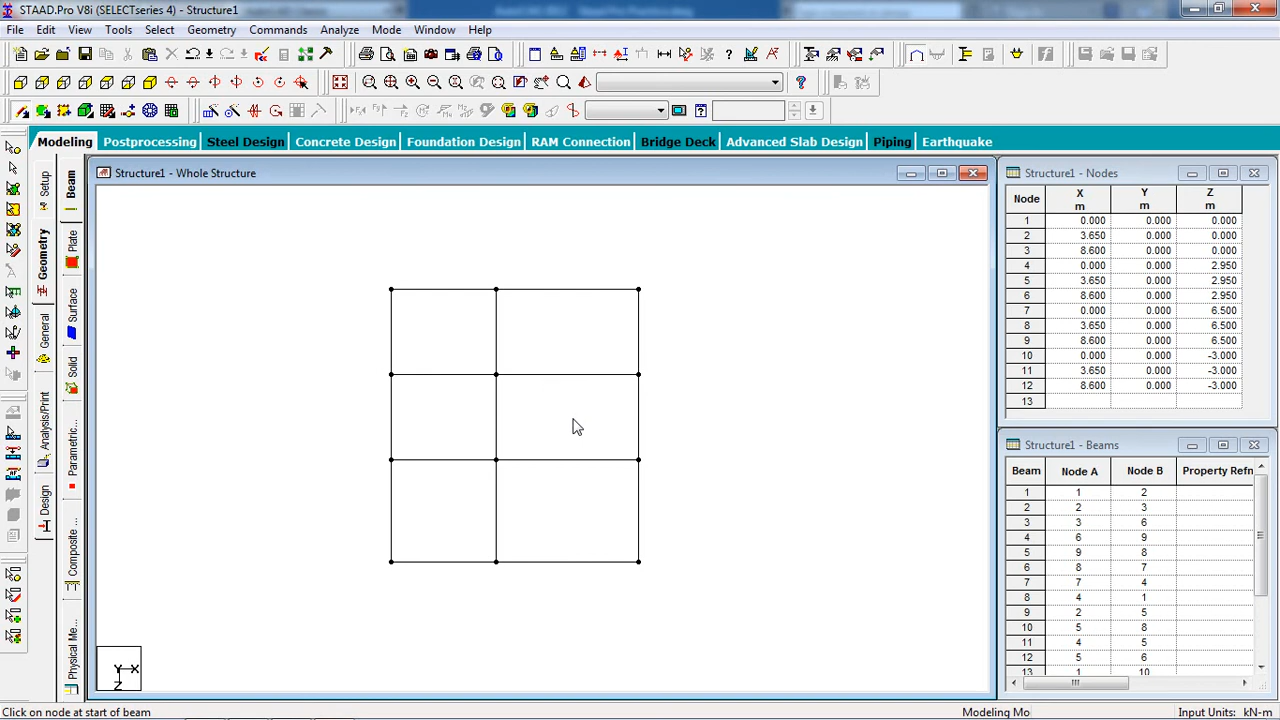 STAAD.Pro V8i (SELECTseries 4) - Structure1
File Edit View Tools Select Geometry Commands Analyze Mode Window Help
Modeling Postprocessing Steel Design Concrete Design Foundation Design RAM Connection Bridge Deck Advanced Slab Design Piping Earthquake
Setup
Geometry
General
Analysis/Print
Design
Beam
Plate
Surface
Solid
Parametric...
Composite ...
Physical Me...
Structure1 - Whole Structure
Y X
Z
Structure1 - Nodes
Node X m Y m Z m
1 0.000 0.000 0.000
2 3.650 0.000 0.000
3 8.600 0.000 0.000
4 0.000 0.000 2.950
5 3.650 0.000 2.950
6 8.600 0.000 2.950
7 0.000 0.000 6.500
8 3.650 0.000 6.500
9 8.600 0.000 6.500
10 0.000 0.000 -3.000
11 3.650 0.000 -3.000
12 8.600 0.000 -3.000
13
Structure1 - Beams
Beam Node A Node B Property Refn
1 1 2
2 2 3
3 3 6
4 6 9
5 9 8
6 8 7
7 7 4
8 4 1
9 2 5
10 5 8
11 4 5
12 5 6
13 1 10
Click on node at start of beam
Modeling Mo
Input Units: kN-m